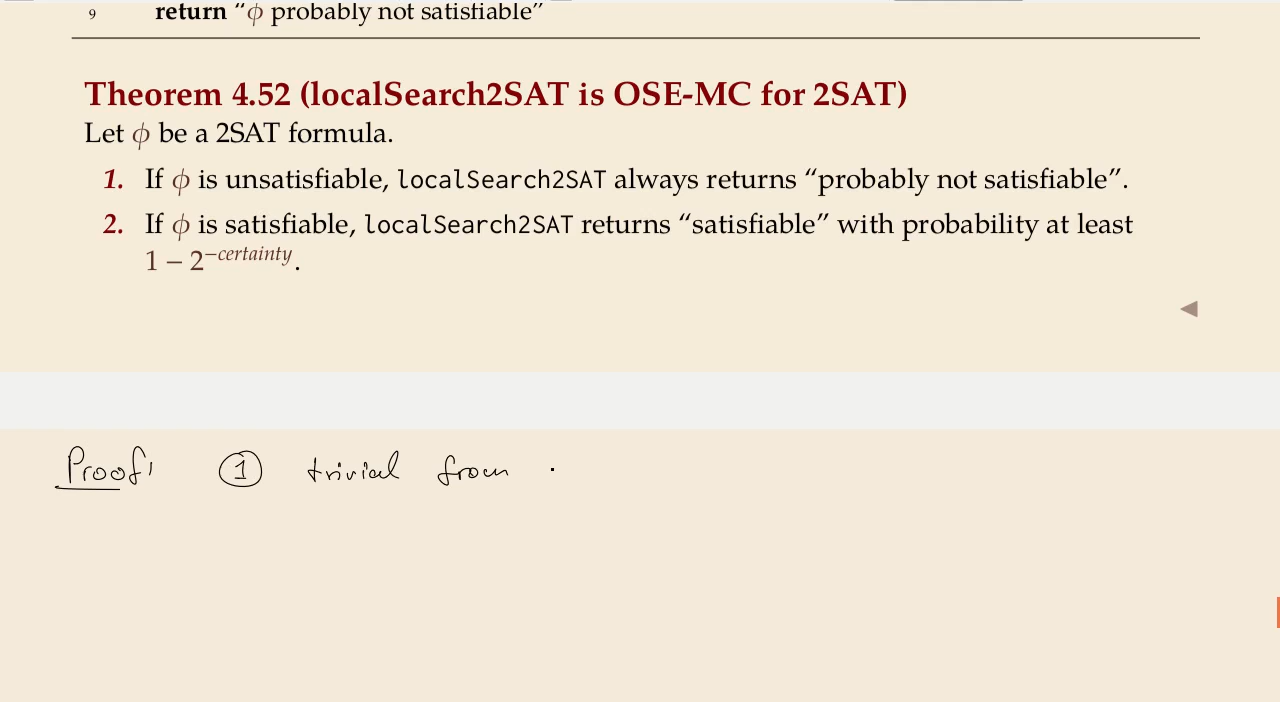 9 return “ϕ probably not satisfiable”
Theorem 4.52 (localSearch2SAT is OSE-MC for 2SAT)
Let ϕ be a 2SAT formula.
1. If ϕ is unsatisfiable, localSearch2SAT always returns “probably not satisfiable”.
2. If ϕ is satisfiable, localSearch2SAT returns “satisfiable” with probability at least
1 − 2^{−certainty}.
Proof: ① trivial from